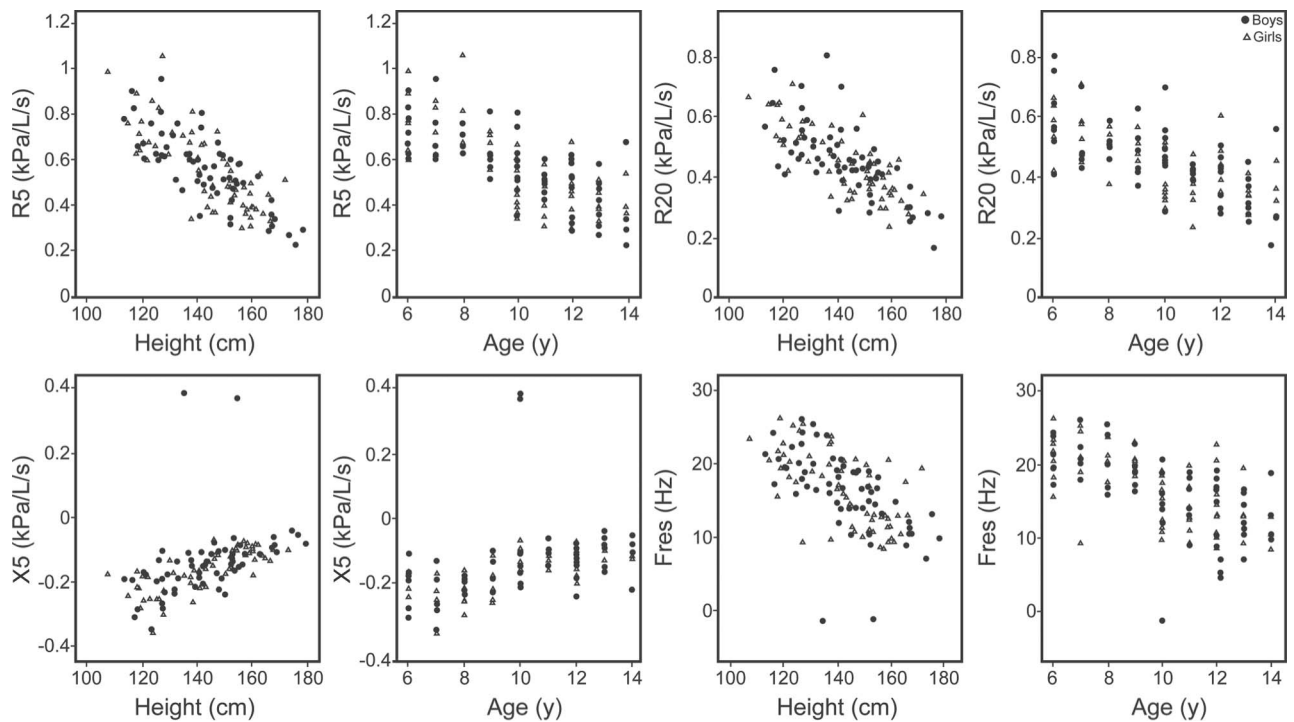 1.2
1
0.8
0.6
0.4
0.2
0
R5 (kPa/L/s)
100 120 140 160 180
Height (cm)
1.2
1
0.8
0.6
0.4
0.2
0
R5 (kPa/L/s)
6 8 10 12 14
Age (y)
0.8
0.6
0.4
0.2
0
R20 (kPa/L/s)
100 120 140 160 180
Height (cm)
Boys
Girls
0.8
0.6
0.4
0.2
0
R20 (kPa/L/s)
6 8 10 12 14
Age (y)
0.4
0.2
0
-0.2
-0.4
X5 (kPa/L/s)
100 120 140 160 180
Height (cm)
0.4
0.2
0
-0.2
-0.4
X5 (kPa/L/s)
6 8 10 12 14
Age (y)
30
20
10
0
Fres (Hz)
100 120 140 160 180
Height (cm)
30
20
10
0
Fres (Hz)
6 8 10 12 14
Age (y)